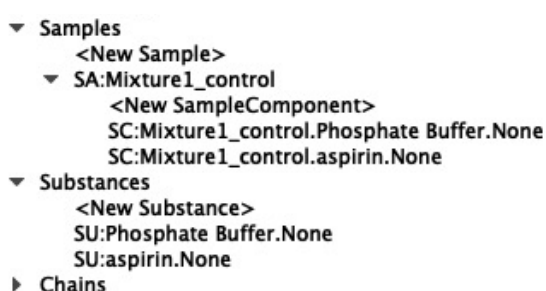 Samples
<New Sample>
SA:Mixture1_control
<New SampleComponent>
SC:Mixture1_control.Phosphate Buffer.None
SC:Mixture1_control.aspirin.None
Substances
<New Substance>
SU:Phosphate Buffer.None
SU:aspirin.None
Chains